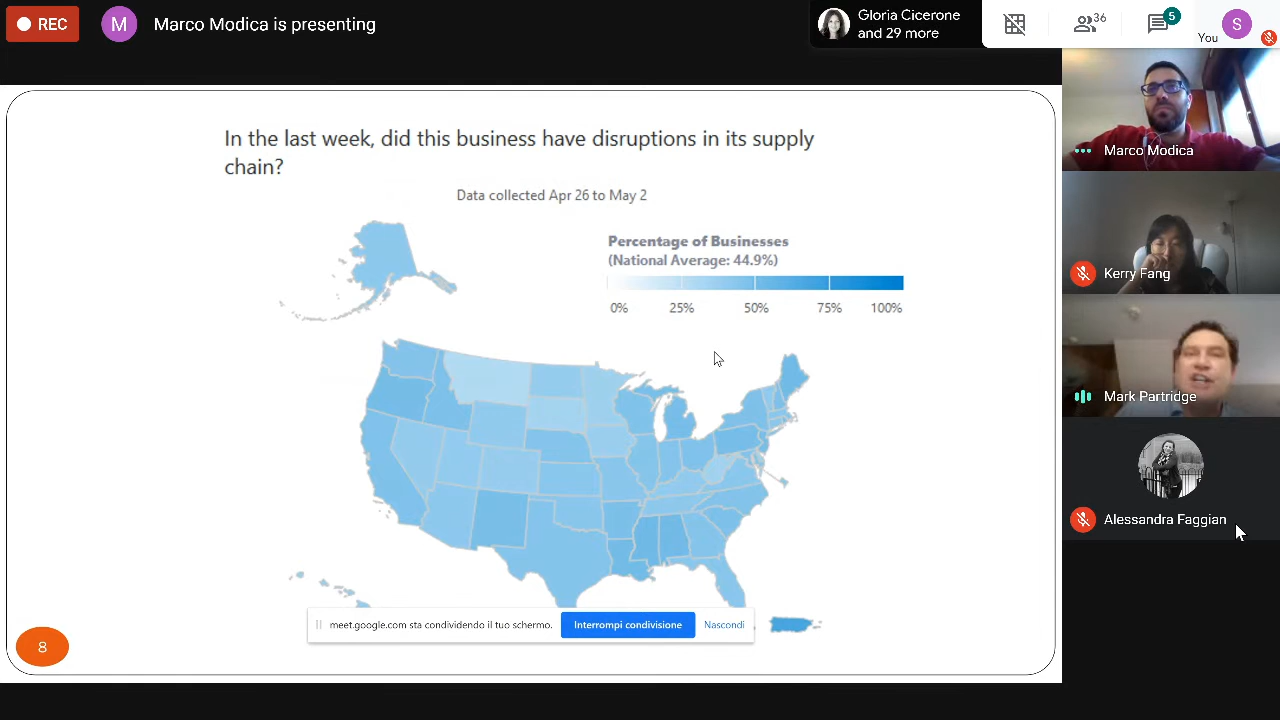 REC
M
Marco Modica is presenting
Gloria Cicerone
and 29 more
36
5
You
S
In the last week, did this business have disruptions in its supply
chain?
Data collected Apr 26 to May 2
Percentage of Businesses
(National Average: 44.9%)
0% 25% 50% 75% 100%
meet.google.com sta condividendo il tuo schermo.
Interrompi condivisione
Nascondi
8
Marco Modica
Kerry Fang
Mark Partridge
Alessandra Faggian